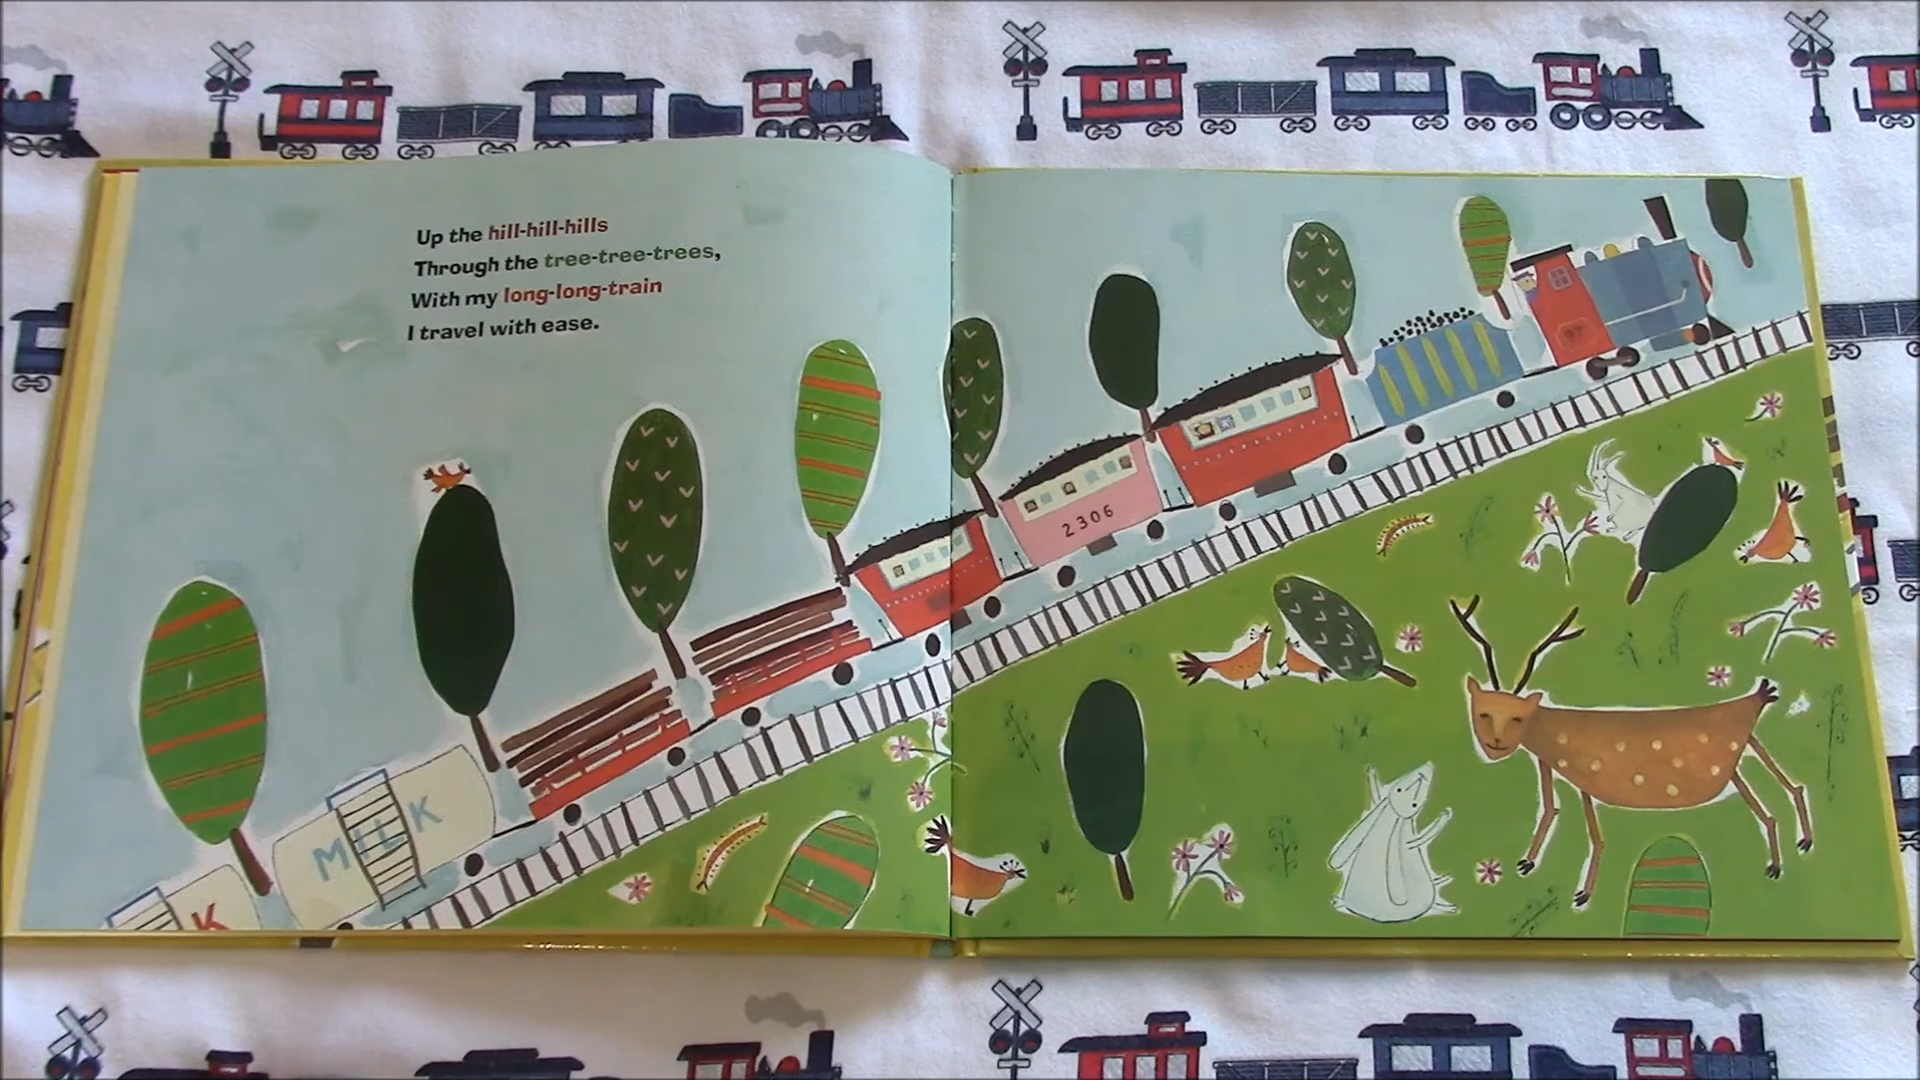 Up the hill-hill-hills
Through the tree-tree-trees,
With my long-long-train
I travel with ease.
2306
MILK
K